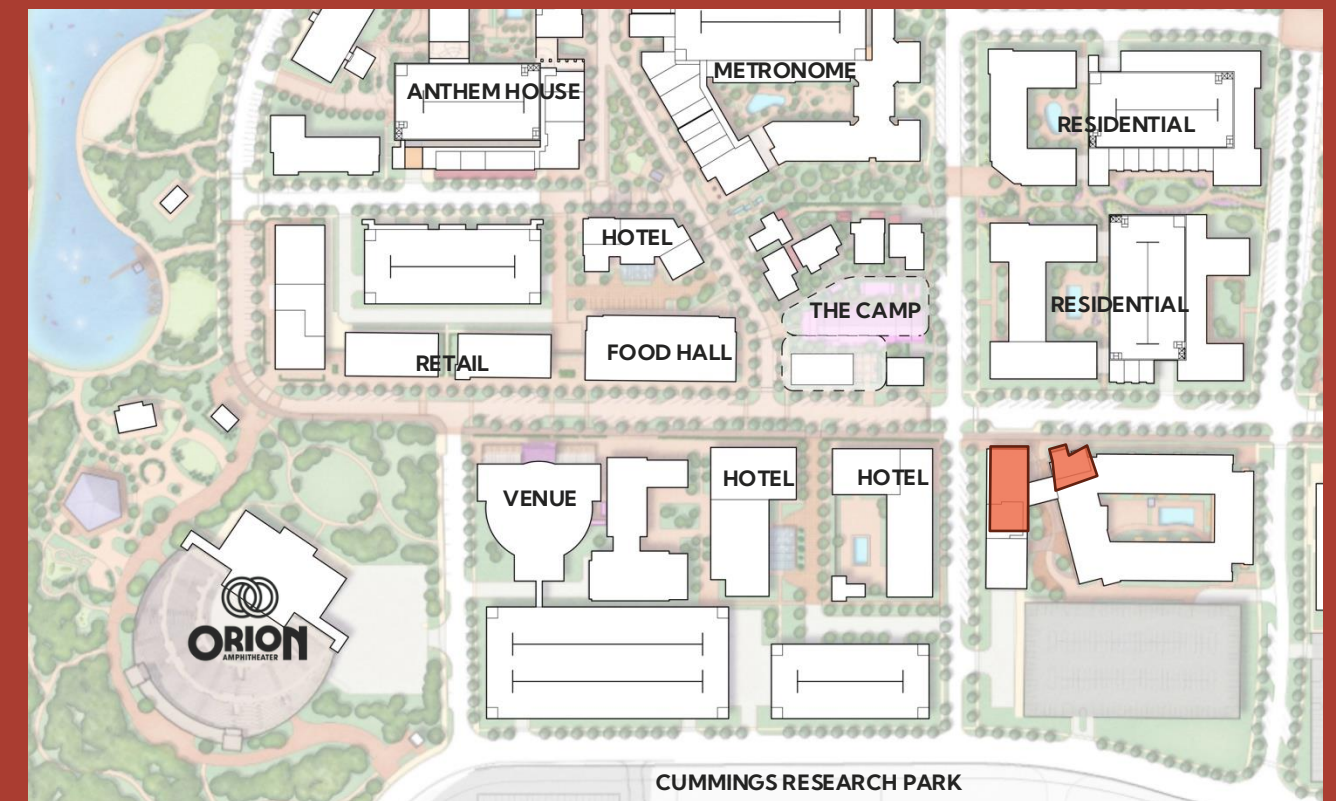 METRONOME
ANTHEM HOUSE
RESIDENTIAL
HOTEL
RESIDENTIAL
THE CAMP
FOOD HALL
RETAIL
HOTEL
HOTEL
VENUE
ORION
AMPHITHEATER
CUMMINGS RESEARCH PARK